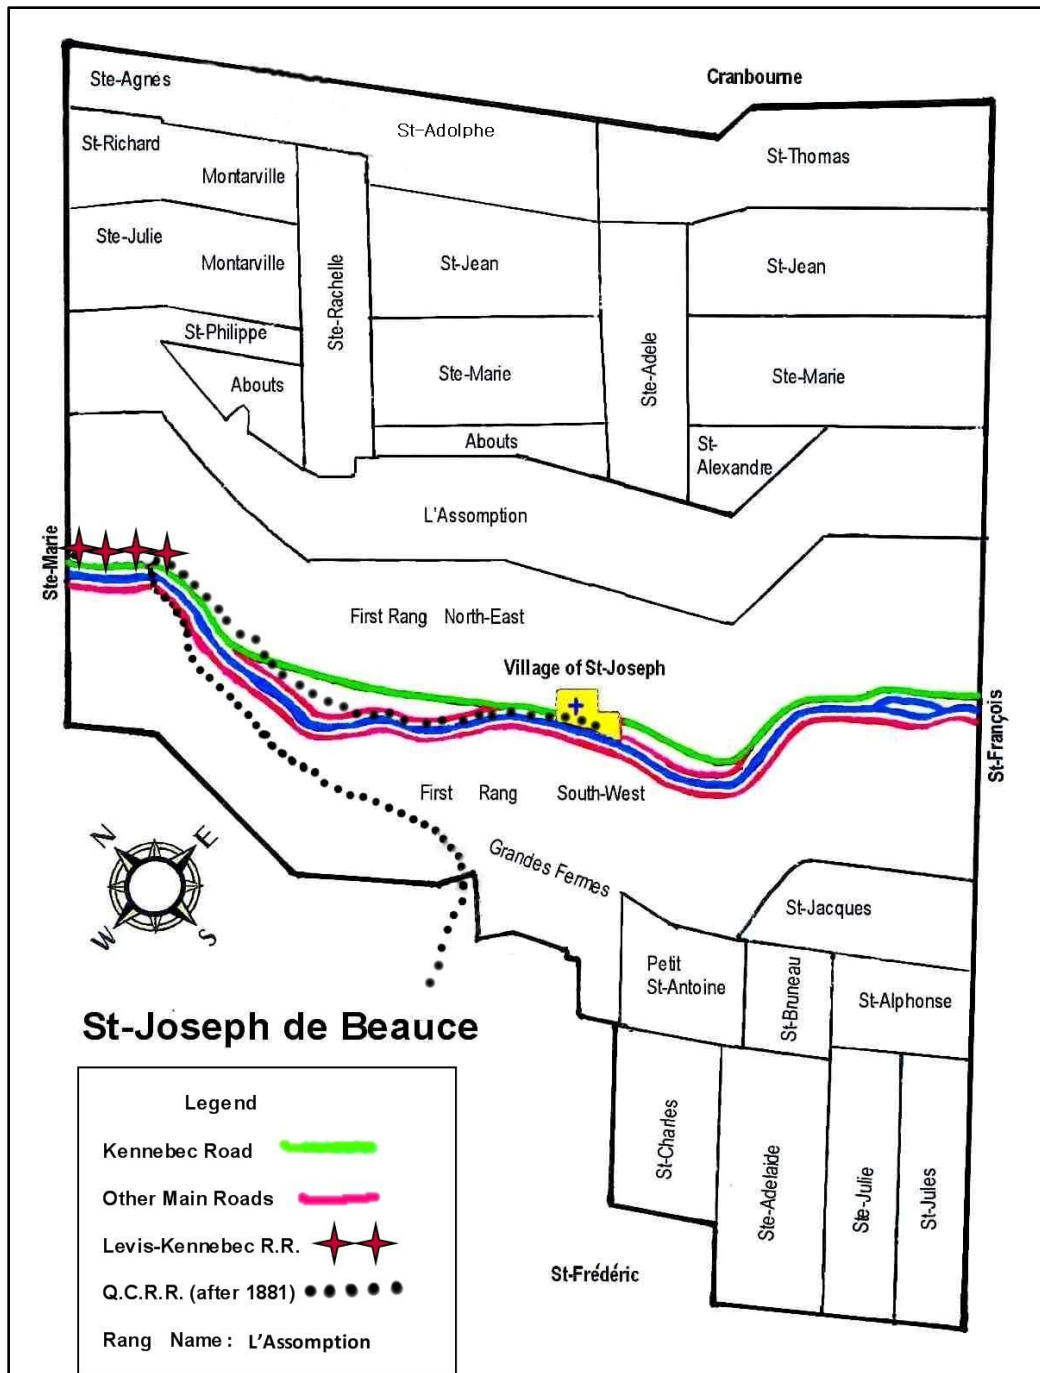 Cranbourne
Ste-Agnés
St-Adolphe
St-Richard
St-Thomas
Montarville
Ste-Julie
Montarville
Ste-Rachelle
St-Jean
St-Jean
St-Philippe
Ste-Adele
Abouts
Ste-Marie
Ste-Marie
Abouts
St-
Alexandre
L'Assomption
Ste-Marie
First Rang North-East
Village of St-Joseph
St-François
First Rang South-West
Grandes Fermes
N
E
W
S
St-Jacques
Petit
St-Antoine
St-Bruneau
St-Alphonse
St-Joseph de Beauce
St-Charles
Ste-Adelaide
Ste-Julie
St-Jules
St-Frédéric
Legend
Kennebec Road
Other Main Roads
Levis-Kennebec R.R.
Q.C.R.R. (after 1881)
Rang Name : L'Assomption